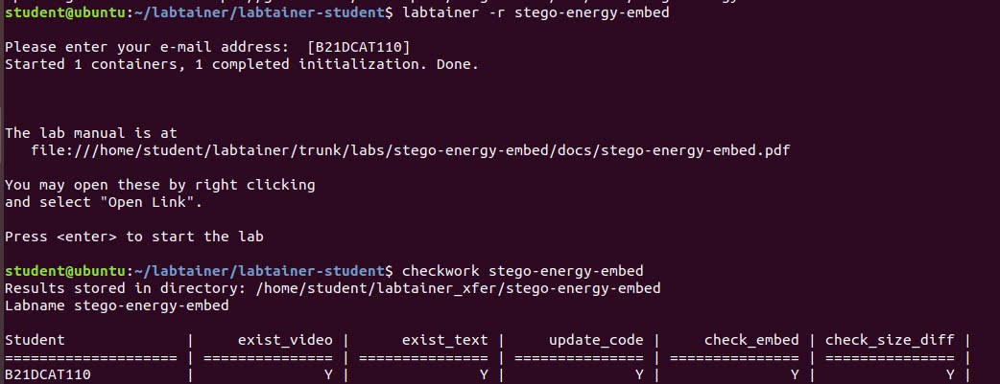 student@ubuntu:~/labtainer/labtainer-student$ labtainer -r stego-energy-embed
Please enter your e-mail address:  [B21DCAT110]
Started 1 containers, 1 completed initialization. Done.
The lab manual is at
   file:///home/student/labtainer/trunk/labs/stego-energy-embed/docs/stego-energy-embed.pdf
You may open these by right clicking
and select "Open Link".
Press <enter> to start the lab
student@ubuntu:~/labtainer/labtainer-student$ checkwork stego-energy-embed
Results stored in directory: /home/student/labtainer_xfer/stego-energy-embed
Labname stego-energy-embed
Student              |     exist_video |      exist_text |     update_code |     check_embed | check_size_diff |
==================== | =============== | =============== | =============== | =============== | =============== |
B21DCAT110           |               Y |               Y |               Y |               Y |               Y |